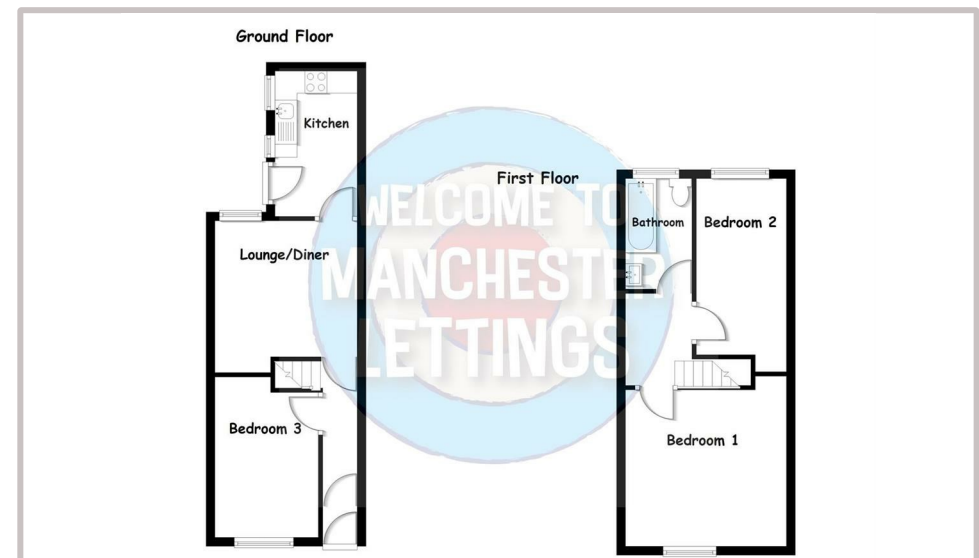 Ground Floor
Kitchen
Lounge/Diner
Bedroom 3
First Floor
Bathroom
Bedroom 2
Bedroom 1
WELCOME TO
MANCHESTER
LETTINGS